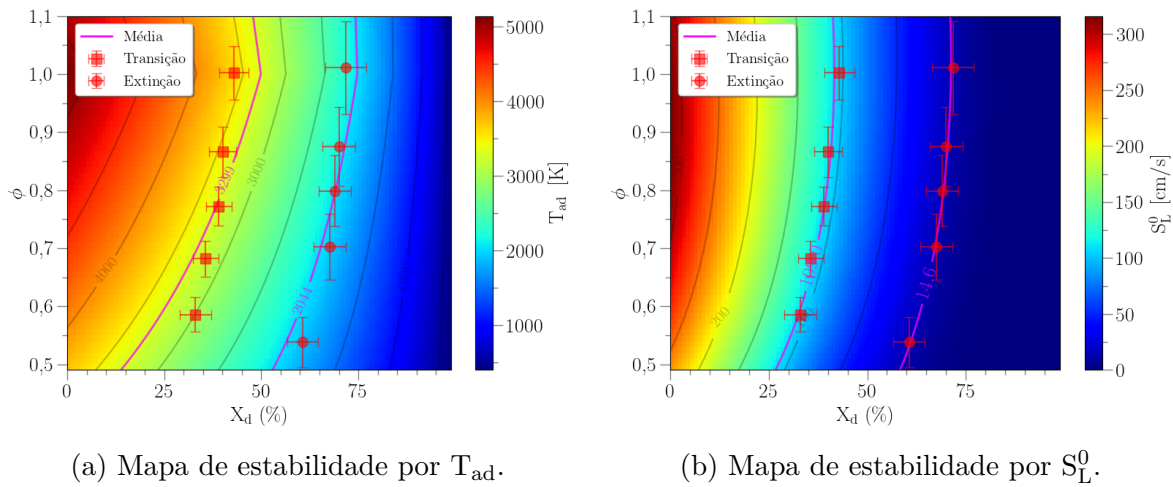 1,1
1,0
0,9
0,8
0,7
0,6
0,5
ϕ
Média
Transição
Extinção
4000
3299
3000
2044
0
25
50
75
X_d (%)
5000
4000
3000
2000
1000
T_ad [K]
1,1
1,0
0,9
0,8
0,7
0,6
0,5
ϕ
Média
Transição
Extinção
200
14.6
0
25
50
75
X_d (%)
300
250
200
150
100
50
0
S_L^0 [cm/s]
(a) Mapa de estabilidade por T_ad.
(b) Mapa de estabilidade por S_L^0.